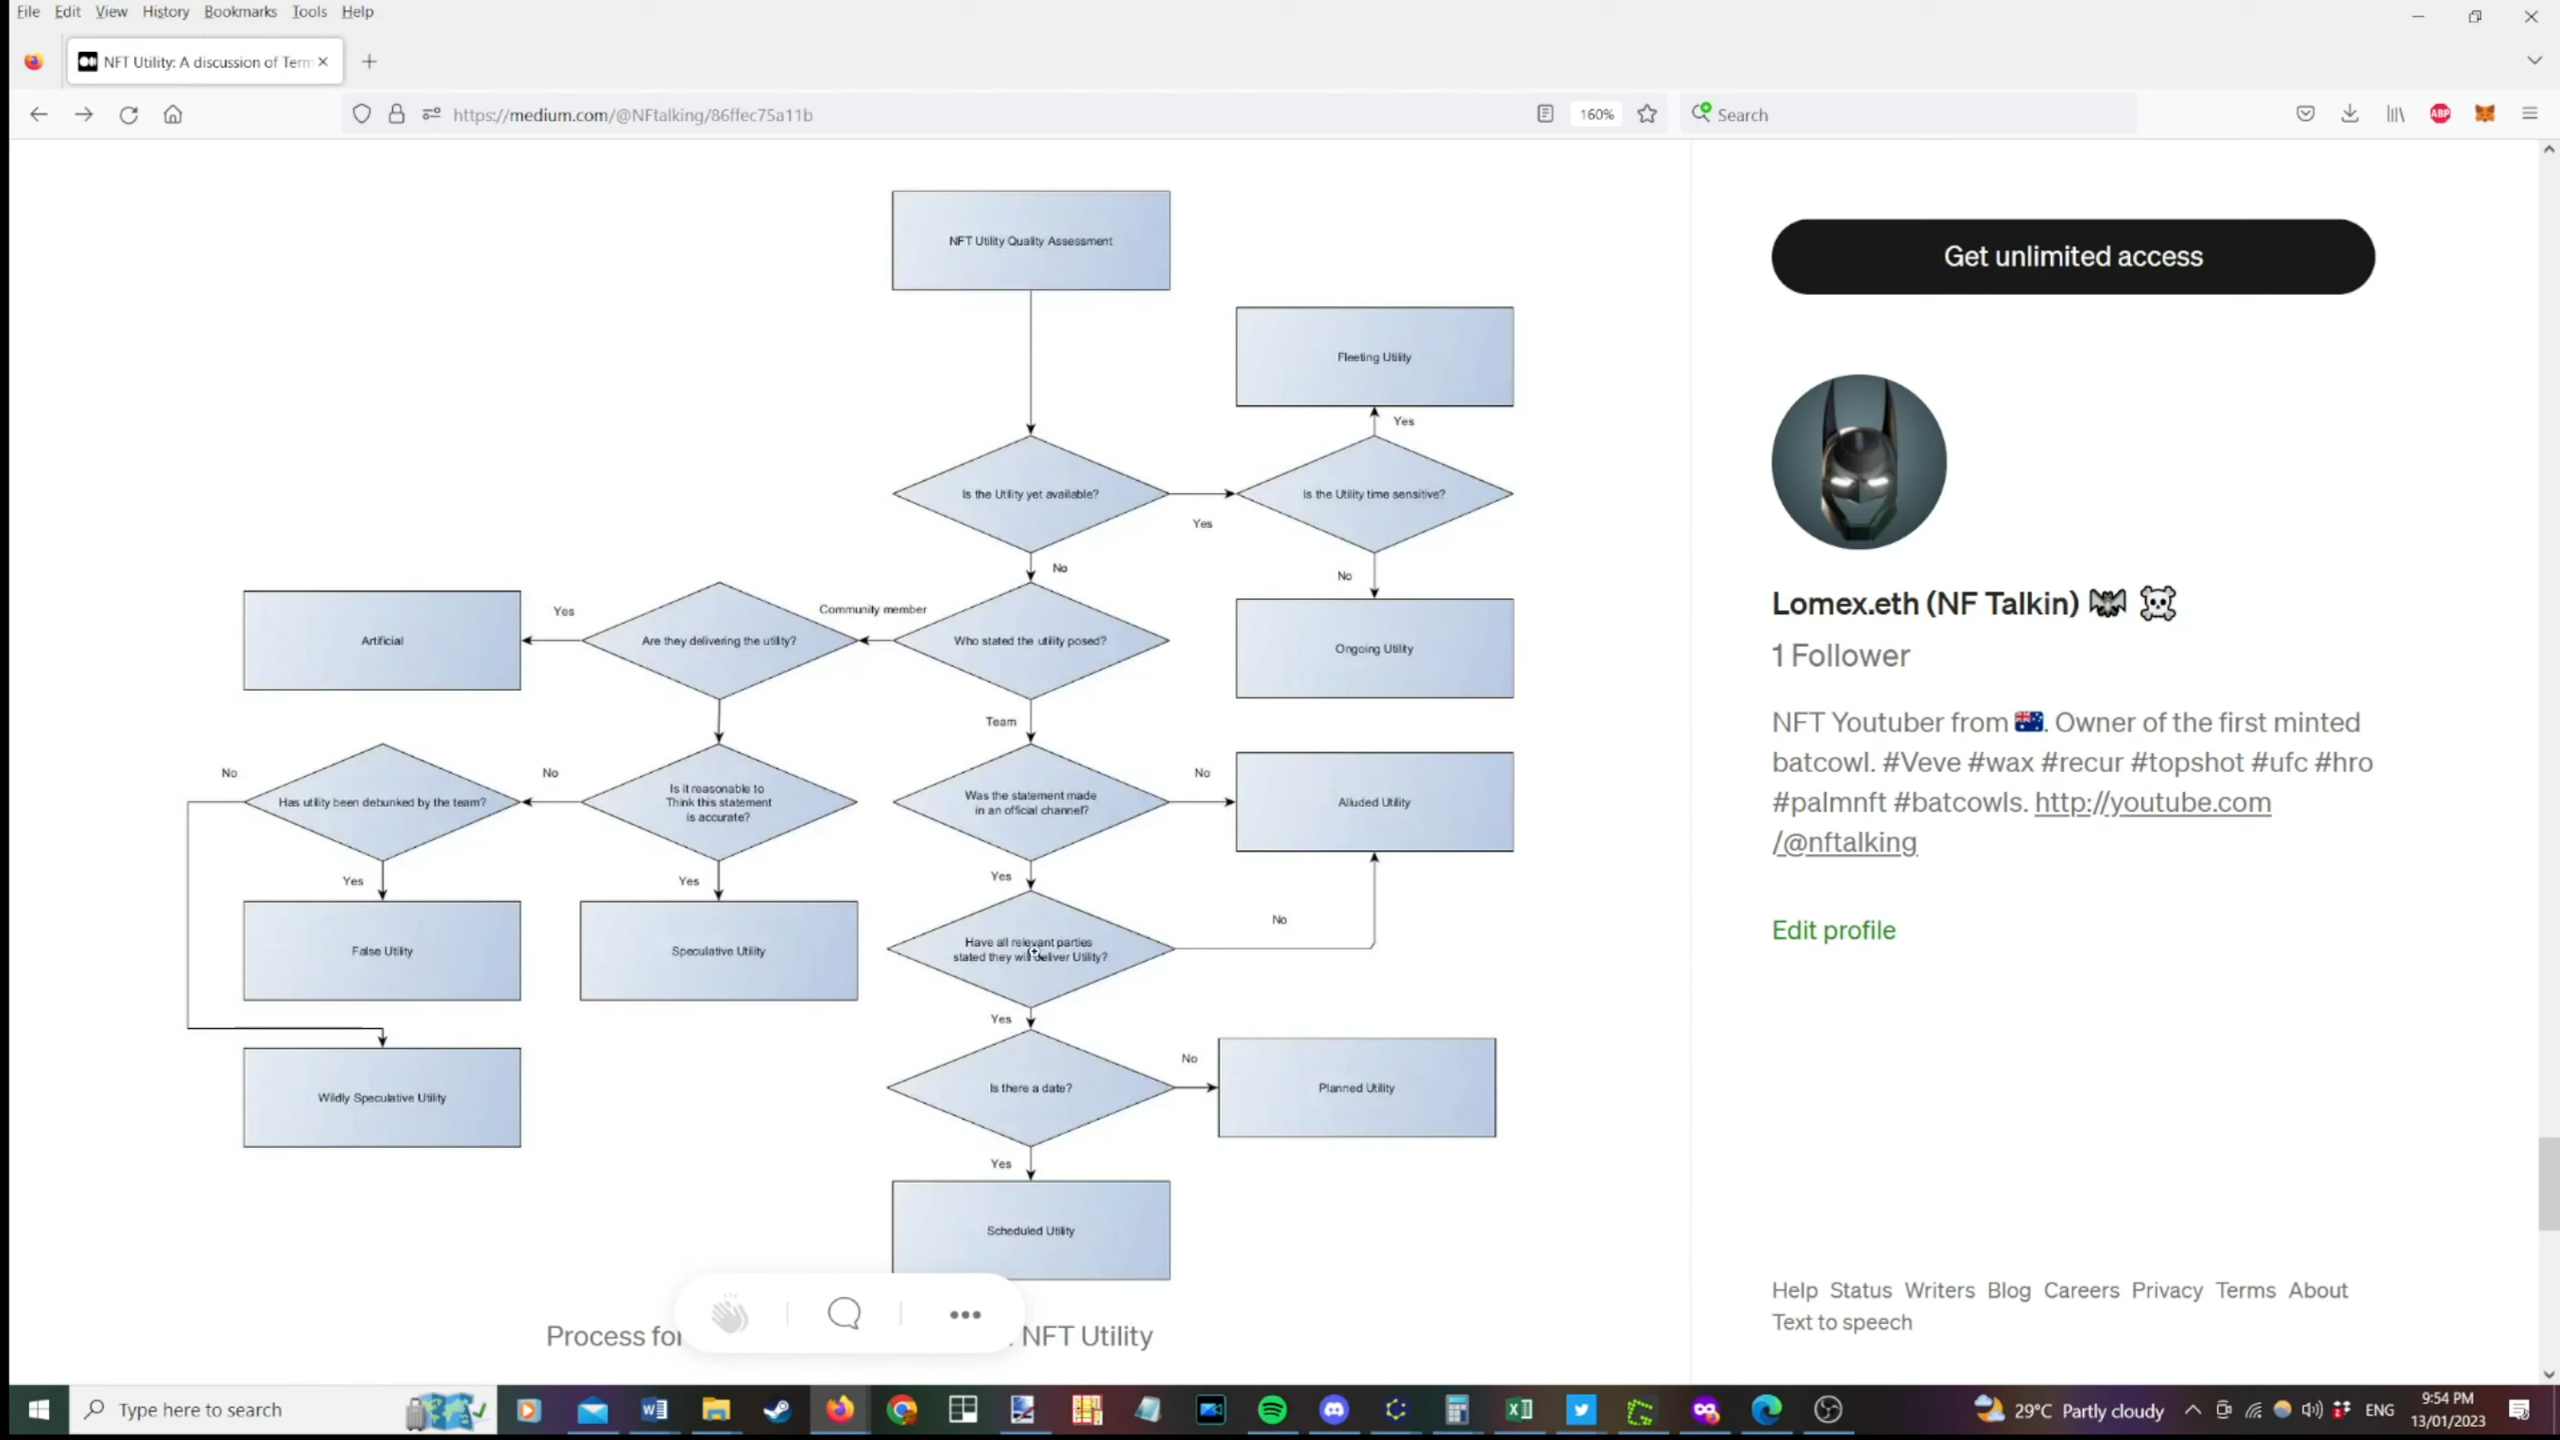 File Edit View History Bookmarks Tools Help
NFT Utility: A discussion of Term
https://medium.com/@NFtalking/86ffec75a11b
160%
Search
NFT Utility Quality Assessment
Fleeting Utility
Yes
Is the Utility yet available?
Yes
Is the Utility time sensitive?
No
No
Artificial
Yes
Are they delivering the utility?
Community member
Who stated the utility posed?
Ongoing Utility
Team
No
Has utility been debunked by the team?
No
Is it reasonable to
Think this statement
is accurate?
Was the statement made
in an official channel?
No
Alluded Utility
Yes
Yes
Yes
False Utility
Speculative Utility
Have all relevant parties
stated they will deliver Utility?
No
Yes
Wildly Speculative Utility
Is there a date?
No
Planned Utility
Yes
Scheduled Utility
Process for
NFT Utility
Get unlimited access
Lomex.eth (NF Talkin)
1 Follower
NFT Youtuber from 🇦🇺. Owner of the first minted
batcowl. #Veve #wax #recur #topshot #ufc #hro
#palmnft #batcowls. http://youtube.com
/@nftalking
Edit profile
Help Status Writers Blog Careers Privacy Terms About
Text to speech
Type here to search
29°C Partly cloudy
ENG
9:54 PM
13/01/2023
ABP